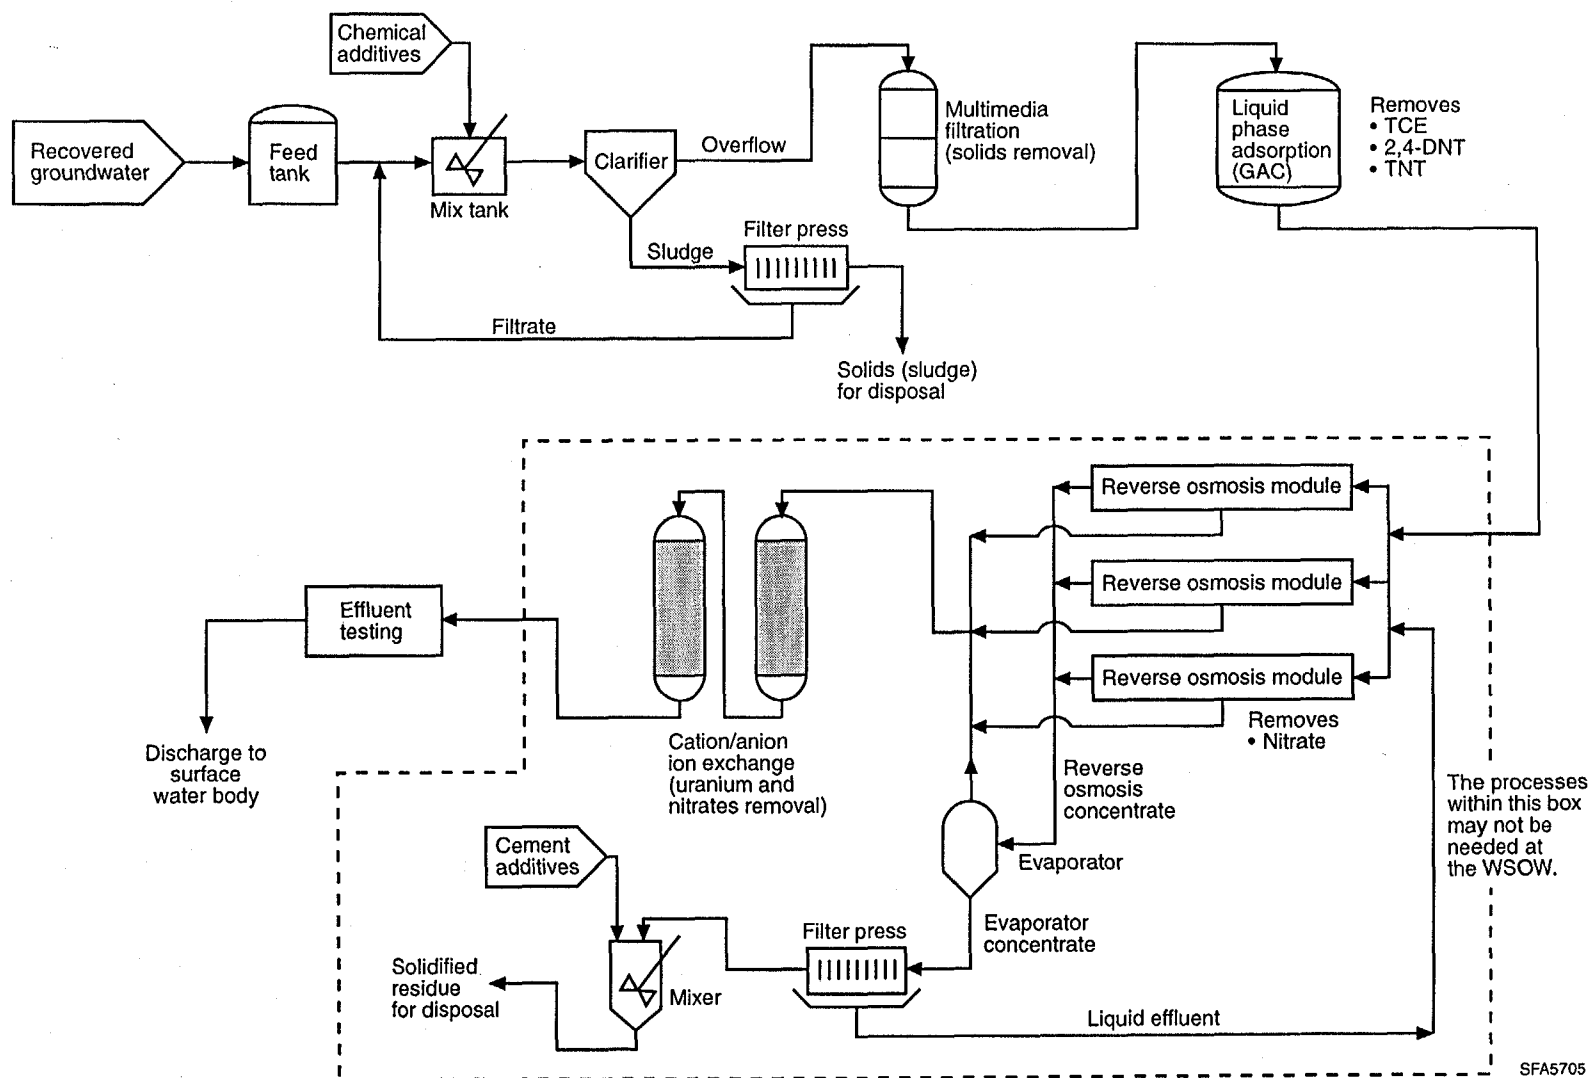 Chemical
additives
Recovered
groundwater
Feed
tank
Mix tank
Clarifier
Overflow
Multimedia
filtration
(solids removal)
Liquid
phase
adsorption
(GAC)
Removes
• TCE
• 2,4-DNT
• TNT
Sludge
Filter press
Filtrate
Solids (sludge)
for disposal
Reverse osmosis module
Reverse osmosis module
Reverse osmosis module
Removes
• Nitrate
Effluent
testing
Discharge to
surface
water body
Cation/anion
ion exchange
(uranium and
nitrates removal)
Reverse
osmosis
concentrate
The processes
within this box
may not be
needed at
the WSOW.
Cement
additives
Evaporator
Evaporator
concentrate
Filter press
Solidified
residue
for disposal
Mixer
Liquid effluent
SFA5705